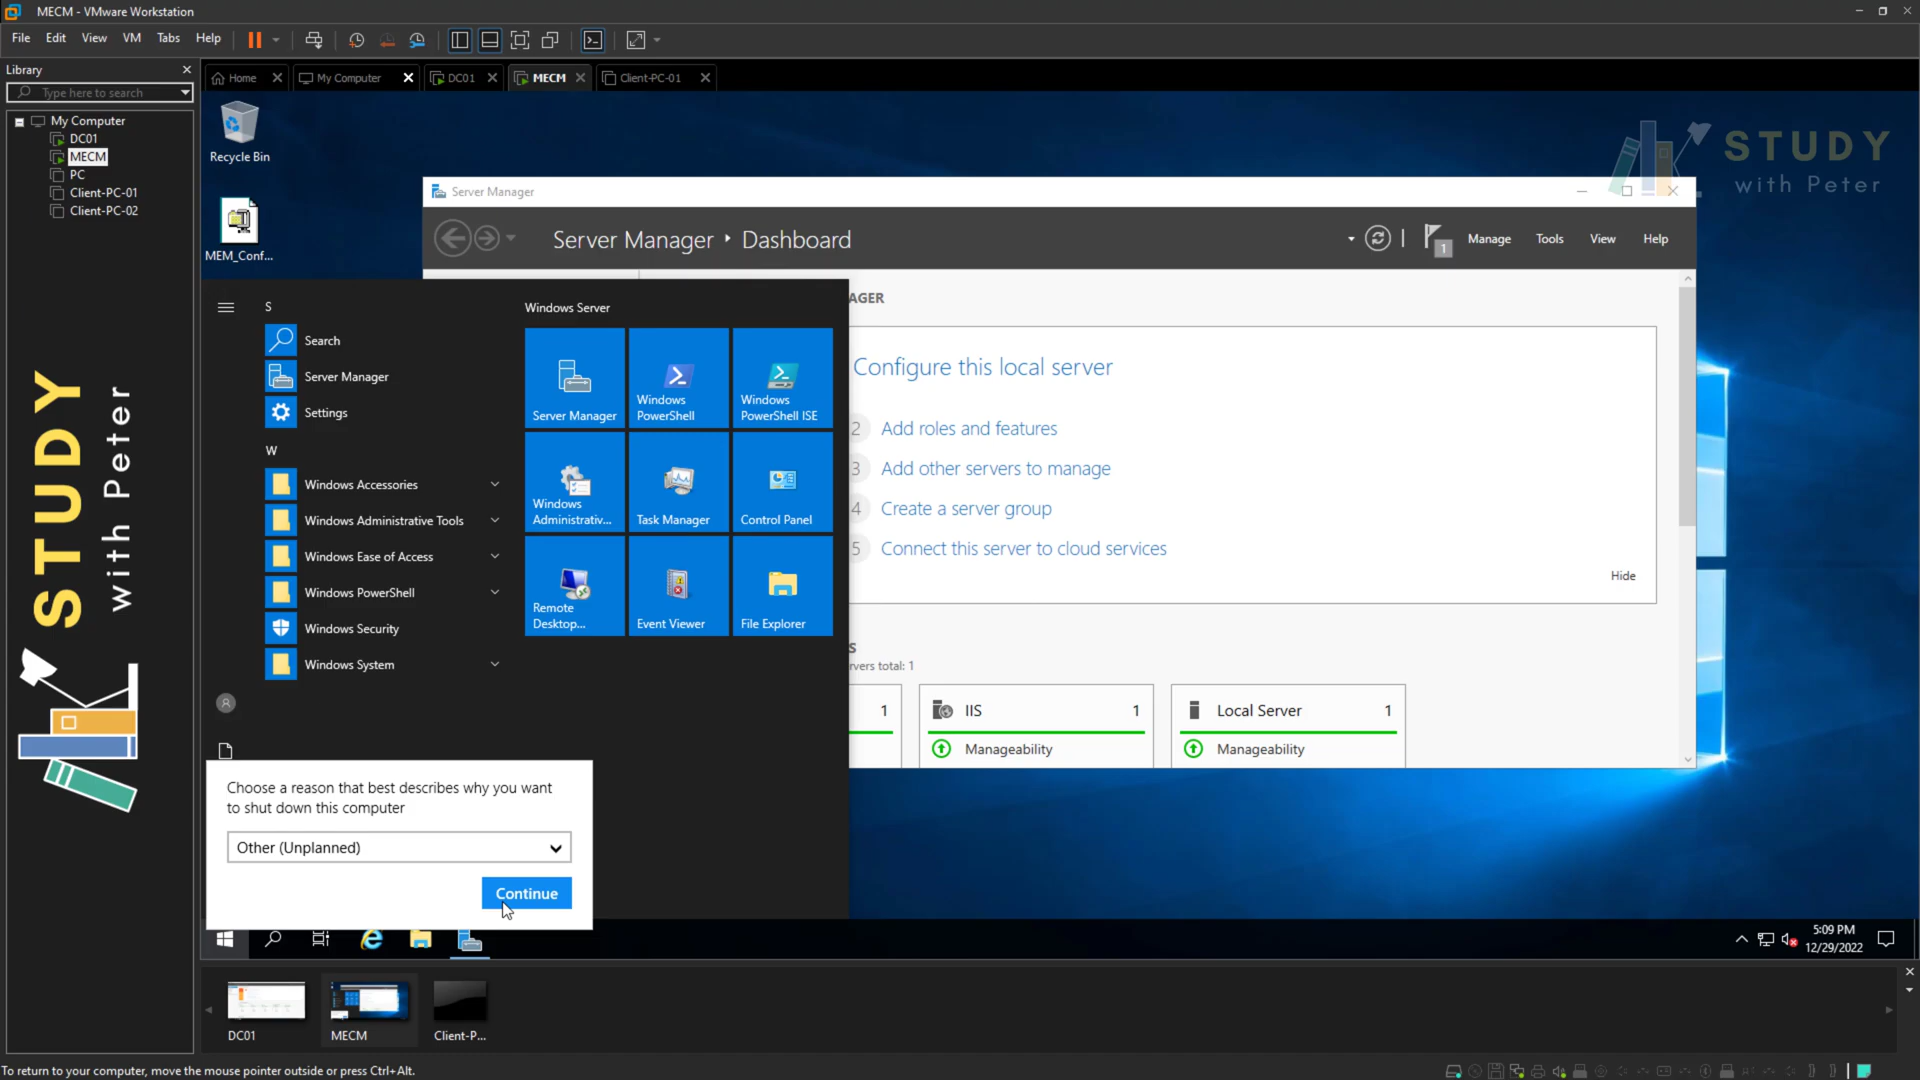 MECM - VMware Workstation
File Edit View VM Tabs Help
Library
Type here to search
Home
My Computer
DC01
MECM
Client-PC-01
My Computer
DC01
MECM
PC
Client-PC-01
Client-PC-02
Recycle Bin
MEM_Conf...
STUDY
with Peter
Server Manager
Server Manager
Dashboard
1
Manage
Tools
View
Help
AGER
Configure this local server
2 Add roles and features
3 Add other servers to manage
4 Create a server group
5 Connect this server to cloud services
Hide
S
rvers total: 1
1
IIS 1
Manageability
Local Server 1
Manageability
S
Search
Server Manager
Settings
W
Windows Accessories
Windows Administrative Tools
Windows Ease of Access
Windows PowerShell
Windows Security
Windows System
Windows Server
Server Manager
Windows
PowerShell
Windows
PowerShell ISE
Windows
Administrativ...
Task Manager
Control Panel
Remote
Desktop...
Event Viewer
File Explorer
Choose a reason that best describes why you want
to shut down this computer
Other (Unplanned)
Continue
STUDY
with Peter
5:09 PM
12/29/2022
DC01
MECM
Client-P...
To return to your computer, move the mouse pointer outside or press Ctrl+Alt.